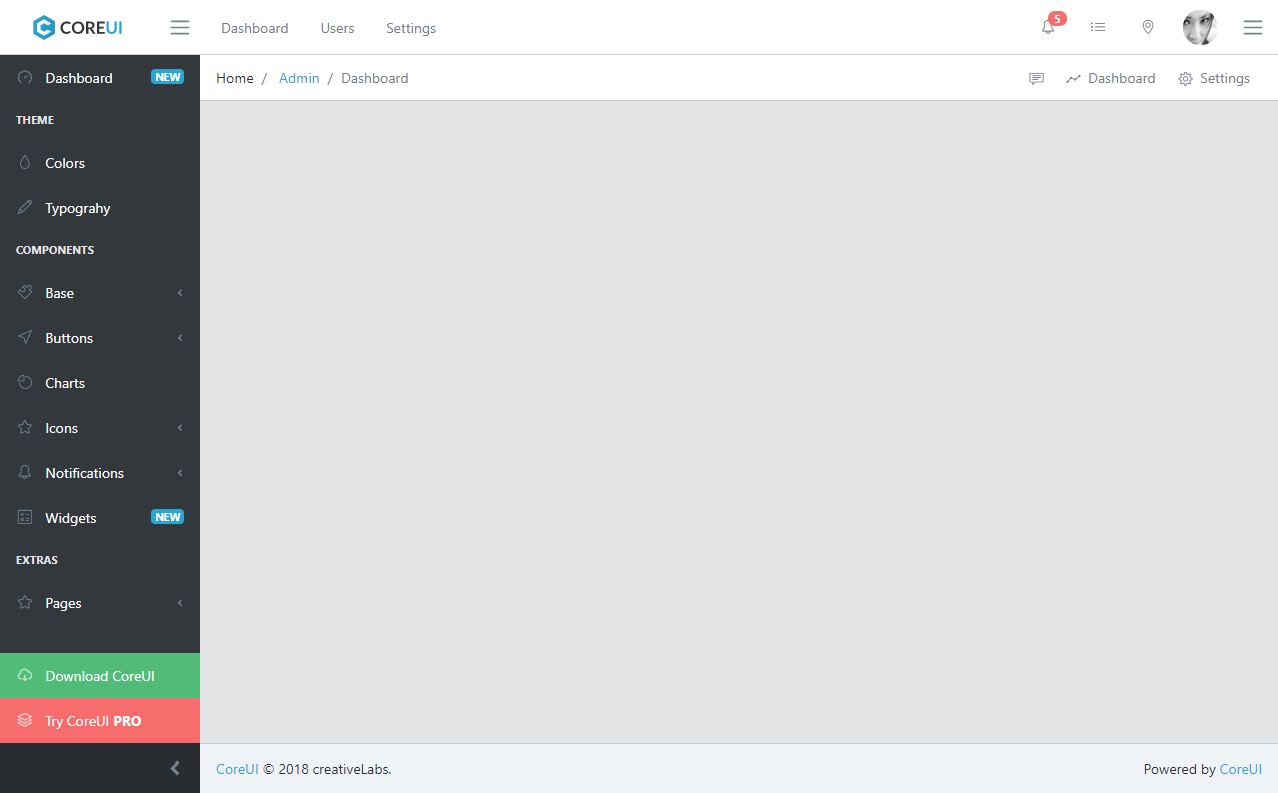 COREUI Dashboard Users Settings 5
Dashboard NEW
Home / Admin / Dashboard Dashboard Settings
THEME
Colors
Typograhy
COMPONENTS
Base
Buttons
Charts
Icons
Notifications
Widgets NEW
EXTRAS
Pages
Download CoreUI
Try CoreUI PRO
CoreUI © 2018 creativeLabs. Powered by CoreUI